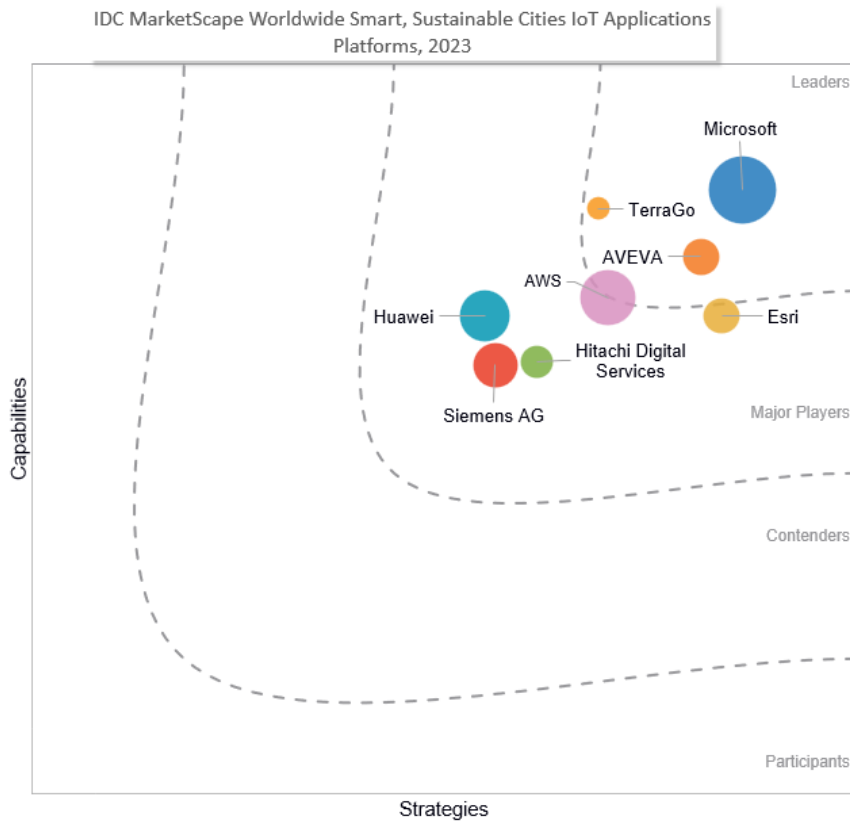 IDC MarketScape Worldwide Smart, Sustainable Cities IoT Applications
Platforms, 2023
Leaders
Microsoft
TerraGo
AVEVA
AWS
Huawei
Esri
Hitachi Digital
Services
Siemens AG
Major Players
Capabilities
Contenders
Participants
Strategies